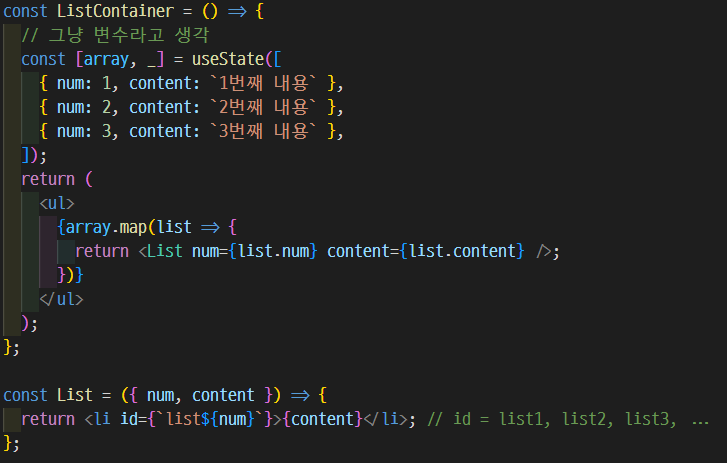 const ListContainer = () => {
// 그냥 변수라고 생각
const [array, _] = useState([
{ num: 1, content: `1번째 내용` },
{ num: 2, content: `2번째 내용` },
{ num: 3, content: `3번째 내용` },
]);
return (
<ul>
{array.map(list => {
return <List num={list.num} content={list.content} />;
})}
</ul>
);
};
const List = ({ num, content }) => {
return <li id={`list${num}`}>{content}</li>; // id = list1, list2, list3, ...
};